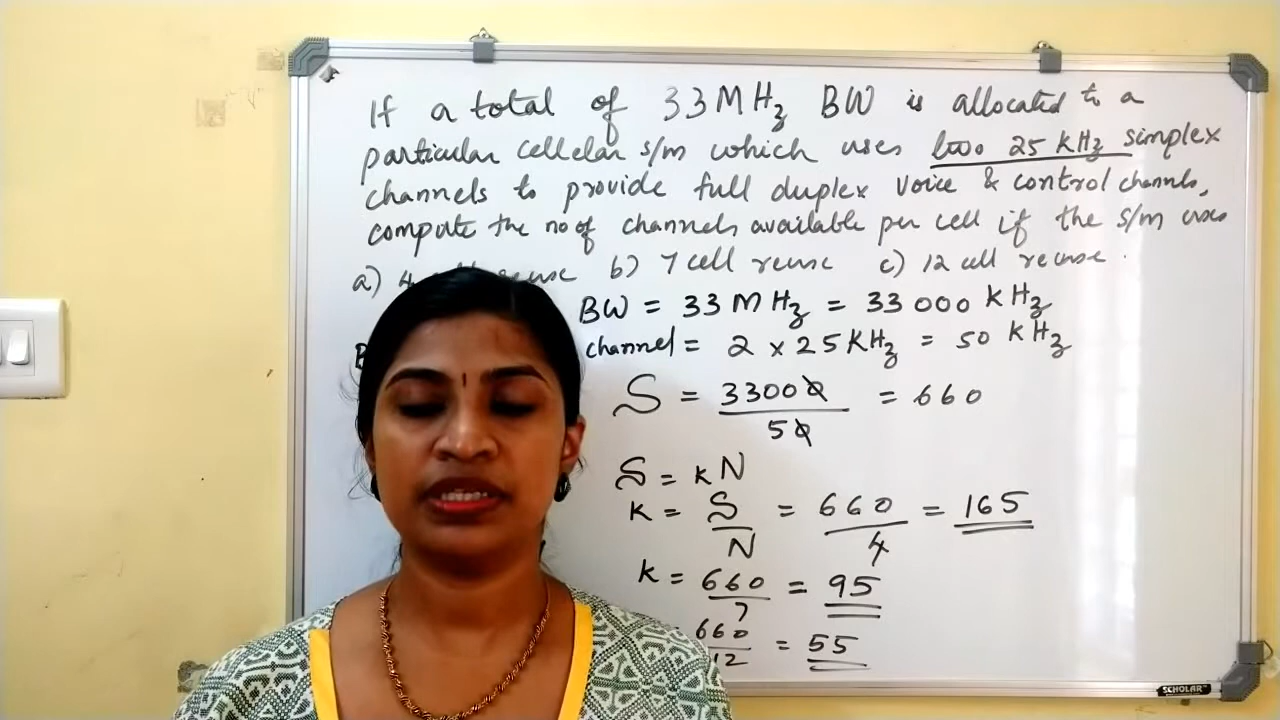 If a total of 33 MHz BW is allocated to a
particular cellelar s/m which uses two 25 kHz simplex
channels to provide full duplex voice & control channels,
compute the no of channels available per cell if the s/m uses
a) 4 reuse b) 7 cell reuse c) 12 cell reuse .
BW = 33 MHz = 33000 kHz
channel = 2 x 25 kHz = 50 kHz
S = 33000 / 50 = 660
S = kN
k = S / N = 660 / 4 = 165
k = 660 / 7 = 95
= 660 / 12 = 55
SCHOLAR